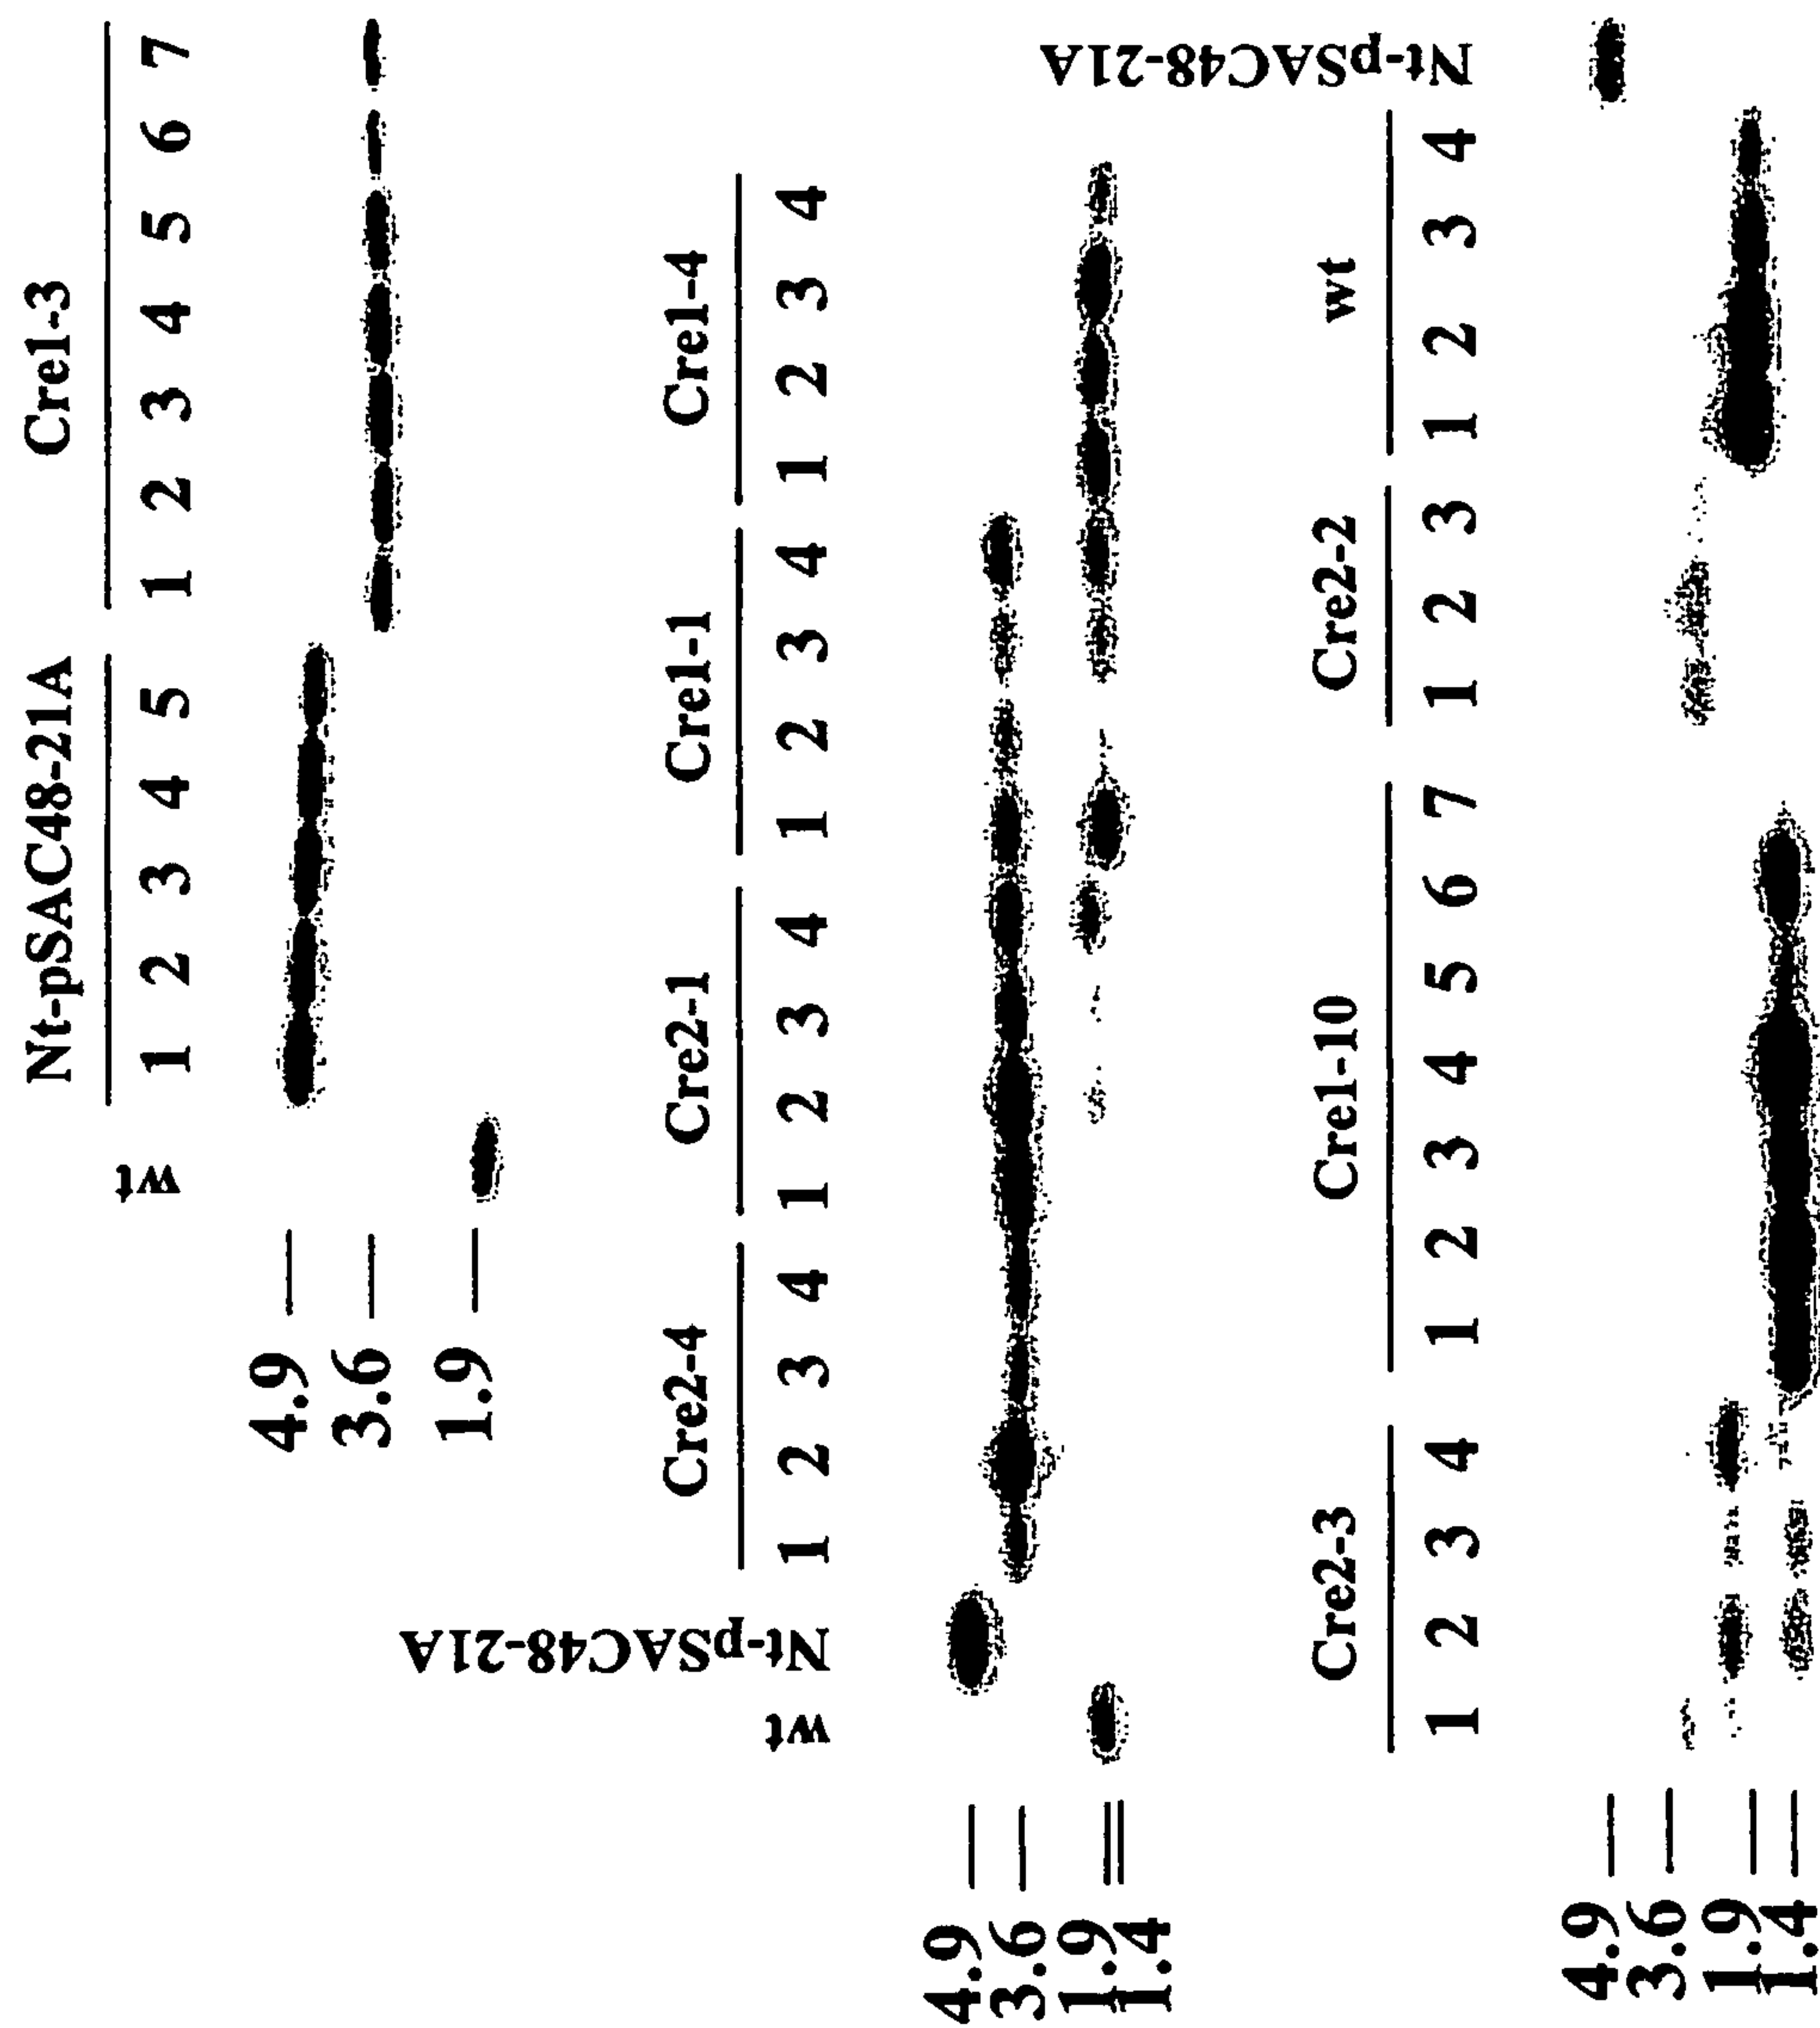 Nt-pSAC48-21A Cre1-3
wt 1 2 3 4 5 1 2 3 4 5 6 7
4.9
3.6
1.9
Cre2-4 Cre2-1 Cre1-1 Cre1-4
wt Nt-pSAC48-21A 1 2 3 4 1 2 3 4 1 2 3 4 1 2 3 4
4.9
3.6
1.9
1.4
Cre2-3 Cre1-10 Cre2-2 wt
1 2 3 4 1 2 3 4 5 6 7 1 2 3 1 2 3 4 Nt-pSAC48-21A
4.9
3.6
1.9
1.4